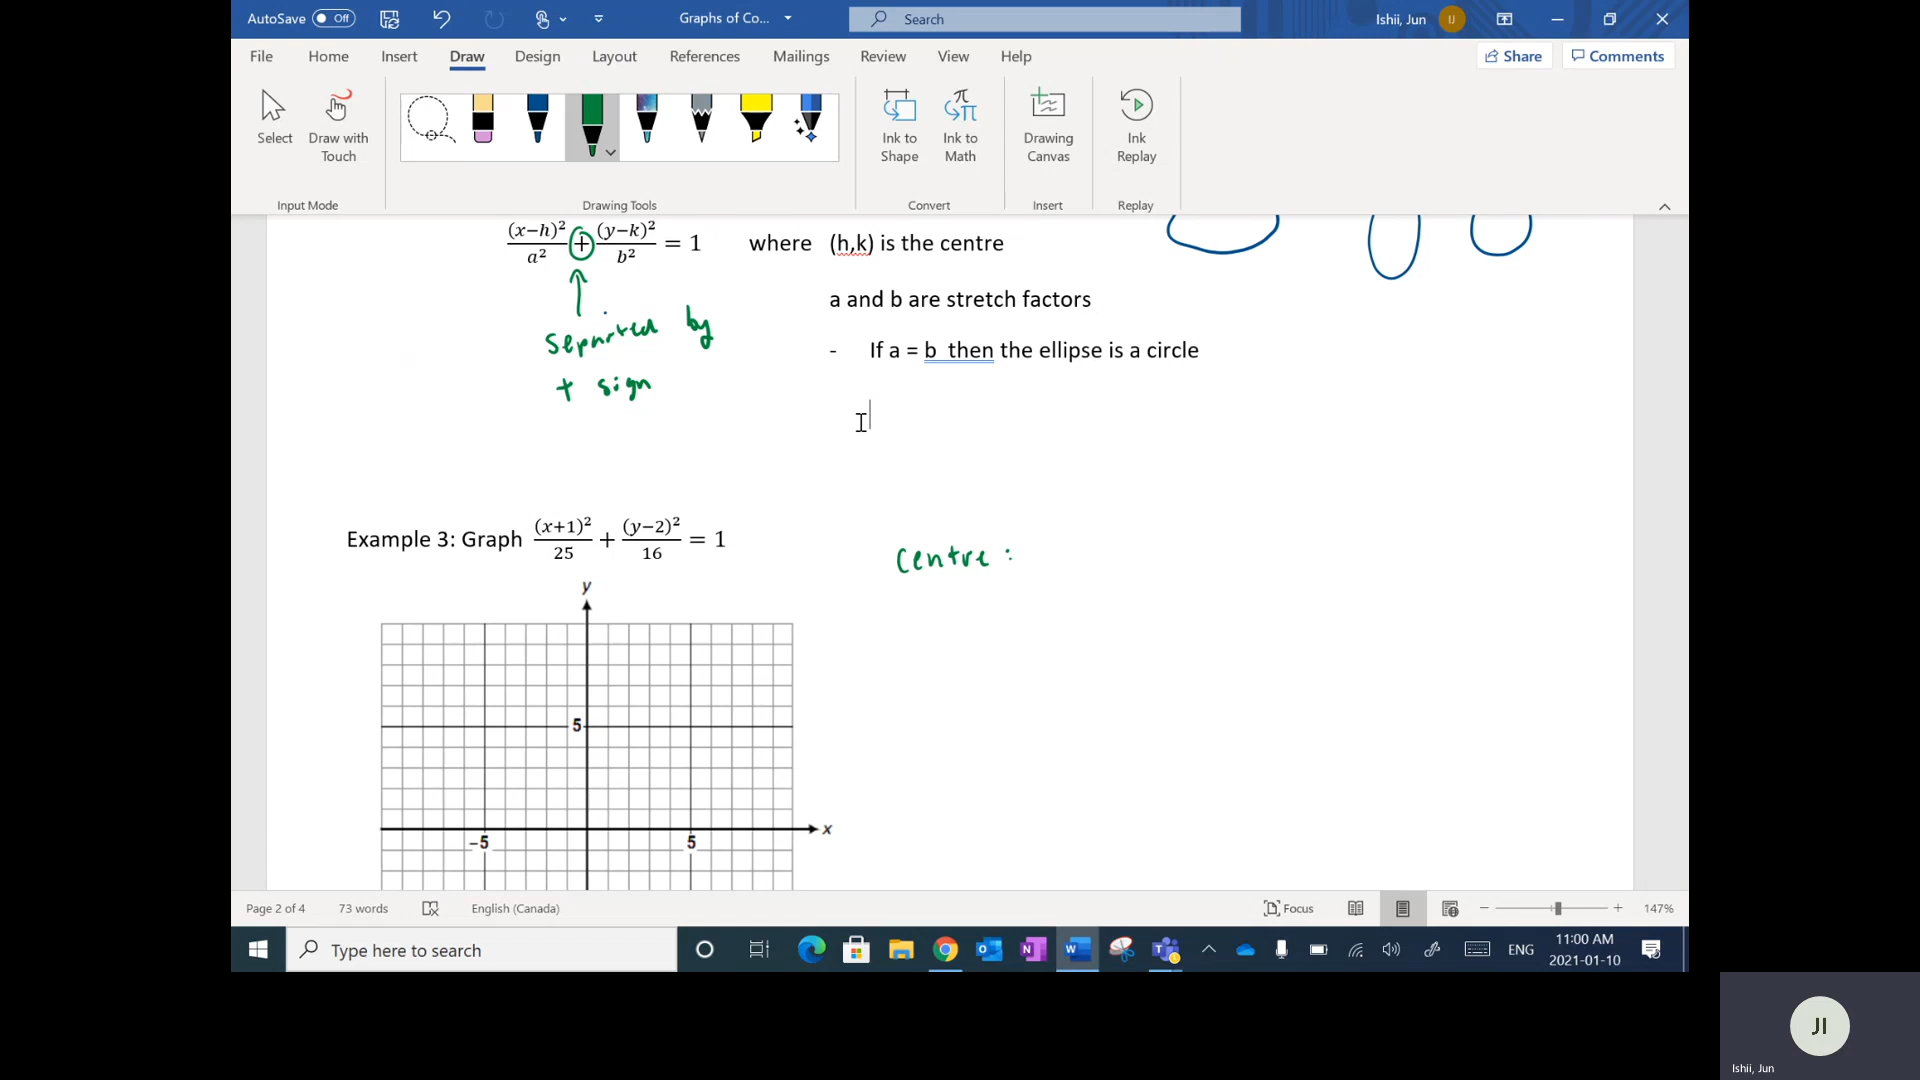 AutoSave Off Graphs of Co... Search Ishii, Jun IJ
File Home Insert Draw Design Layout References Mailings Review View Help Share Comments
Select Draw with Touch Ink to Shape Ink to Math Drawing Canvas Ink Replay
Input Mode Drawing Tools Convert Insert Replay
(x−h)²/a² + (y−k)²/b² = 1 where (h,k) is the centre
a and b are stretch factors
separated by
- If a = b then the ellipse is a circle
+ sign
Example 3: Graph (x+1)²/25 + (y−2)²/16 = 1
centre :
y
5
x
−5 5
Page 2 of 4 73 words English (Canada) Focus 147%
Type here to search ENG 11:00 AM
2021-01-10
JI
Ishii, Jun